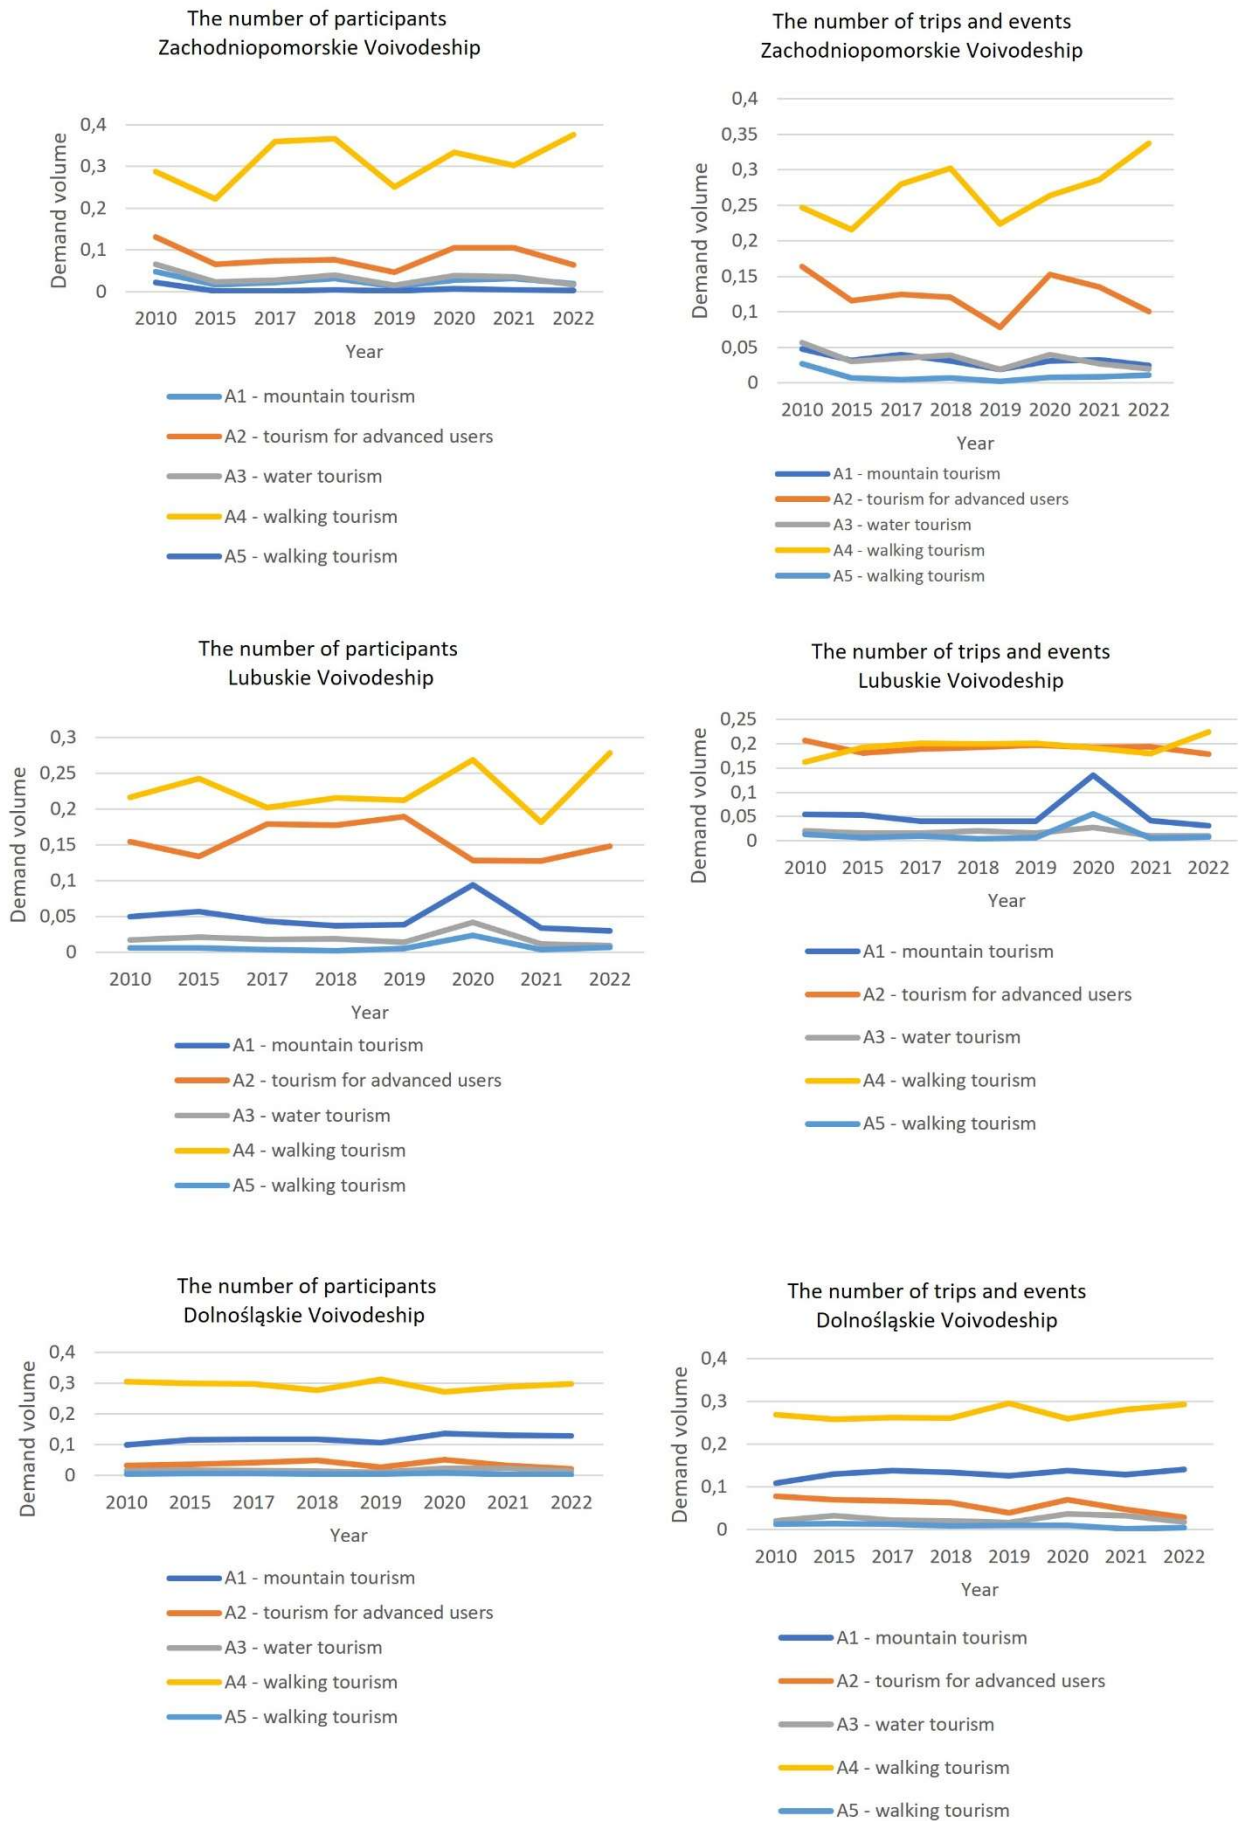 The number of participants
Zachodniopomorskie Voivodeship
0,4
0,3
0,2
0,1
0
Demand volume
2010 2015 2017 2018 2019 2020 2021 2022
Year
A1 - mountain tourism
A2 - tourism for advanced users
A3 - water tourism
A4 - walking tourism
A5 - walking tourism
The number of trips and events
Zachodniopomorskie Voivodeship
0,4
0,35
0,3
0,25
0,2
0,15
0,1
0,05
0
Demand volume
2010 2015 2017 2018 2019 2020 2021 2022
Year
A1 - mountain tourism
A2 - tourism for advanced users
A3 - water tourism
A4 - walking tourism
A5 - walking tourism
The number of participants
Lubuskie Voivodeship
0,3
0,25
0,2
0,15
0,1
0,05
0
Demand volume
2010 2015 2017 2018 2019 2020 2021 2022
Year
A1 - mountain tourism
A2 - tourism for advanced users
A3 - water tourism
A4 - walking tourism
A5 - walking tourism
The number of trips and events
Lubuskie Voivodeship
0,25
0,2
0,15
0,1
0,05
0
Demand volume
2010 2015 2017 2018 2019 2020 2021 2022
Year
A1 - mountain tourism
A2 - tourism for advanced users
A3 - water tourism
A4 - walking tourism
A5 - walking tourism
The number of participants
Dolnośląskie Voivodeship
0,4
0,3
0,2
0,1
0
Demand volume
2010 2015 2017 2018 2019 2020 2021 2022
Year
A1 - mountain tourism
A2 - tourism for advanced users
A3 - water tourism
A4 - walking tourism
A5 - walking tourism
The number of trips and events
Dolnośląskie Voivodeship
0,4
0,3
0,2
0,1
0
Demand volume
2010 2015 2017 2018 2019 2020 2021 2022
Year
A1 - mountain tourism
A2 - tourism for advanced users
A3 - water tourism
A4 - walking tourism
A5 - walking tourism